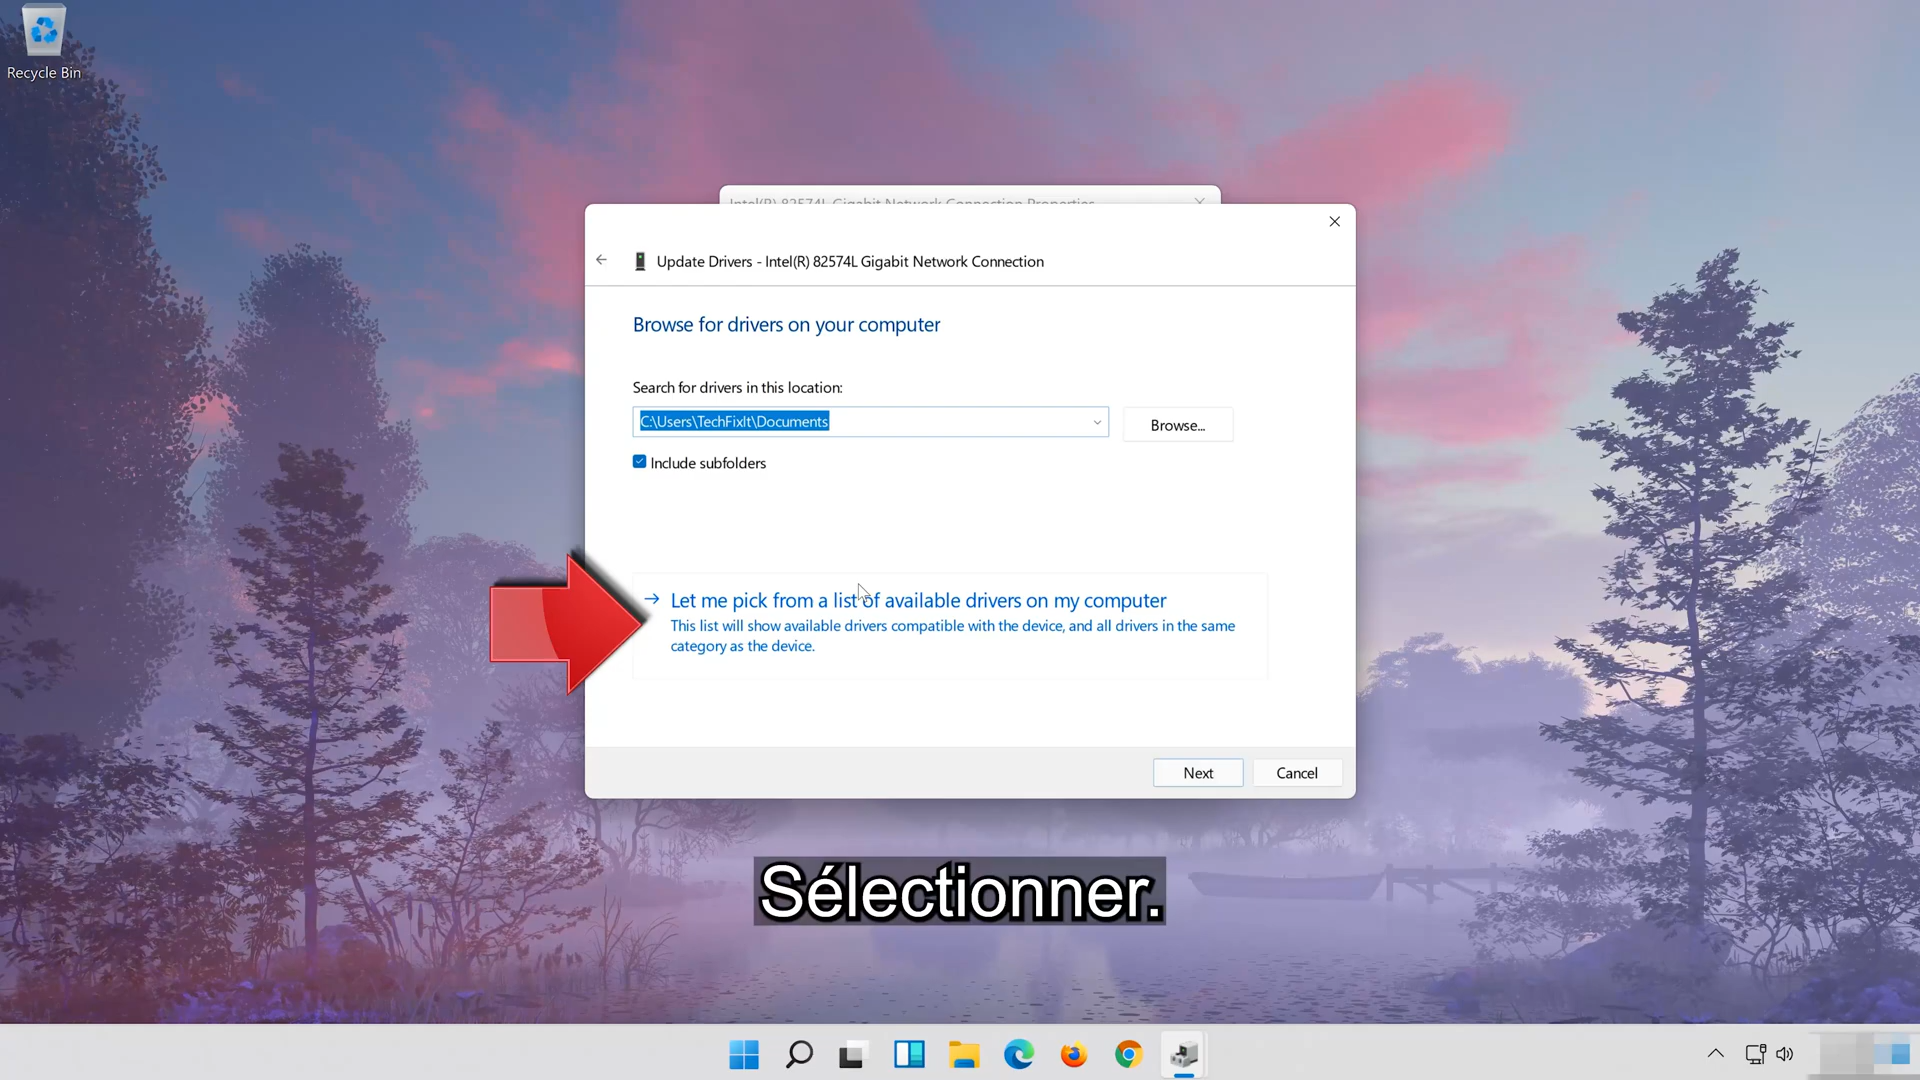 Recycle Bin
Intel(R) 82574L Gigabit Network Connection Properties
Update Drivers - Intel(R) 82574L Gigabit Network Connection
Browse for drivers on your computer
Search for drivers in this location:
C:\Users\TechFixIt\Documents
Browse...
Include subfolders
Let me pick from a list of available drivers on my computer
This list will show available drivers compatible with the device, and all drivers in the same
category as the device.
Next
Cancel
Sélectionner.